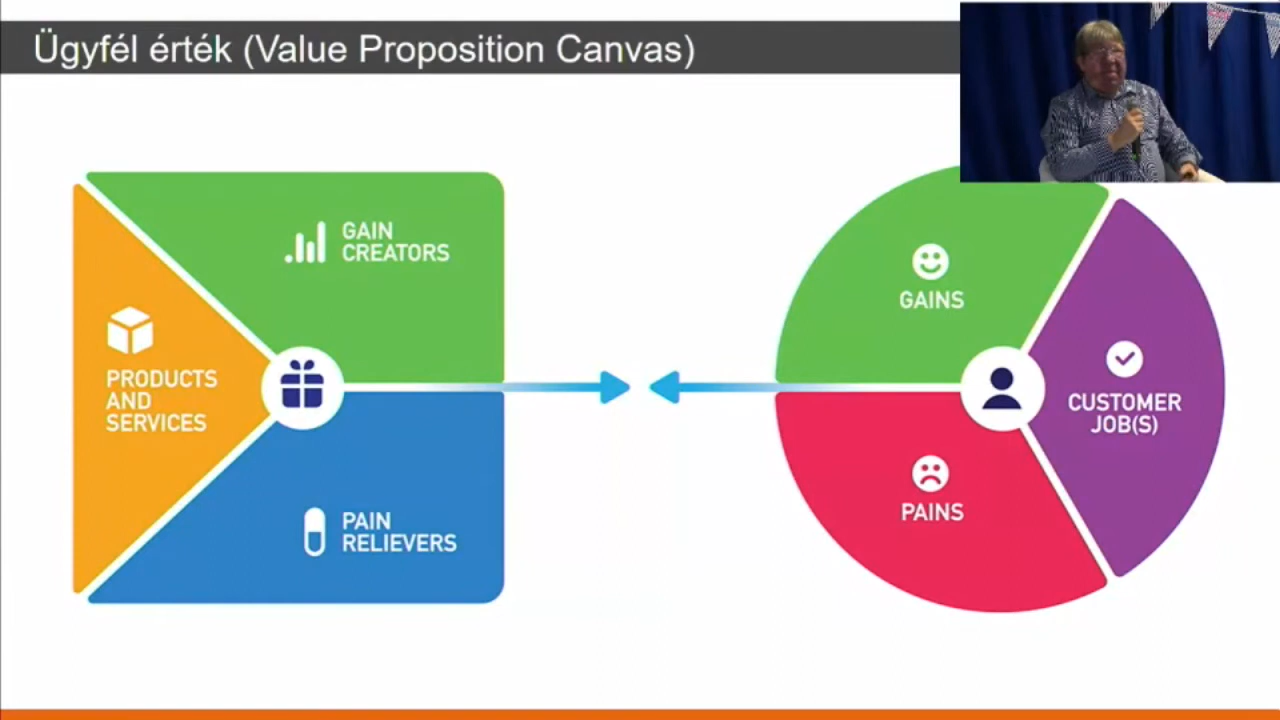 Ügyfél érték (Value Proposition Canvas)
GAIN
CREATORS
PRODUCTS
AND
SERVICES
PAIN
RELIEVERS
GAINS
CUSTOMER
JOB(S)
PAINS